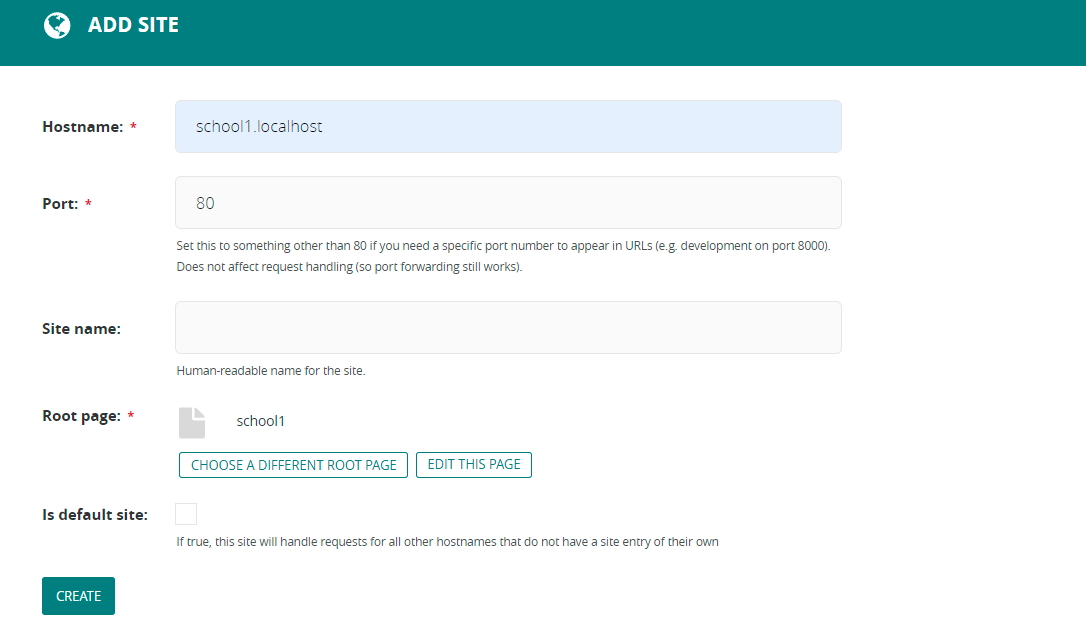 ADD SITE
Hostname: *
school1.localhost
Port: *
80
Set this to something other than 80 if you need a specific port number to appear in URLs (e.g. development on port 8000).
Does not affect request handling (so port forwarding still works).
Site name:
Human-readable name for the site.
Root page: *
school1
CHOOSE A DIFFERENT ROOT PAGE
EDIT THIS PAGE
Is default site:
If true, this site will handle requests for all other hostnames that do not have a site entry of their own
CREATE